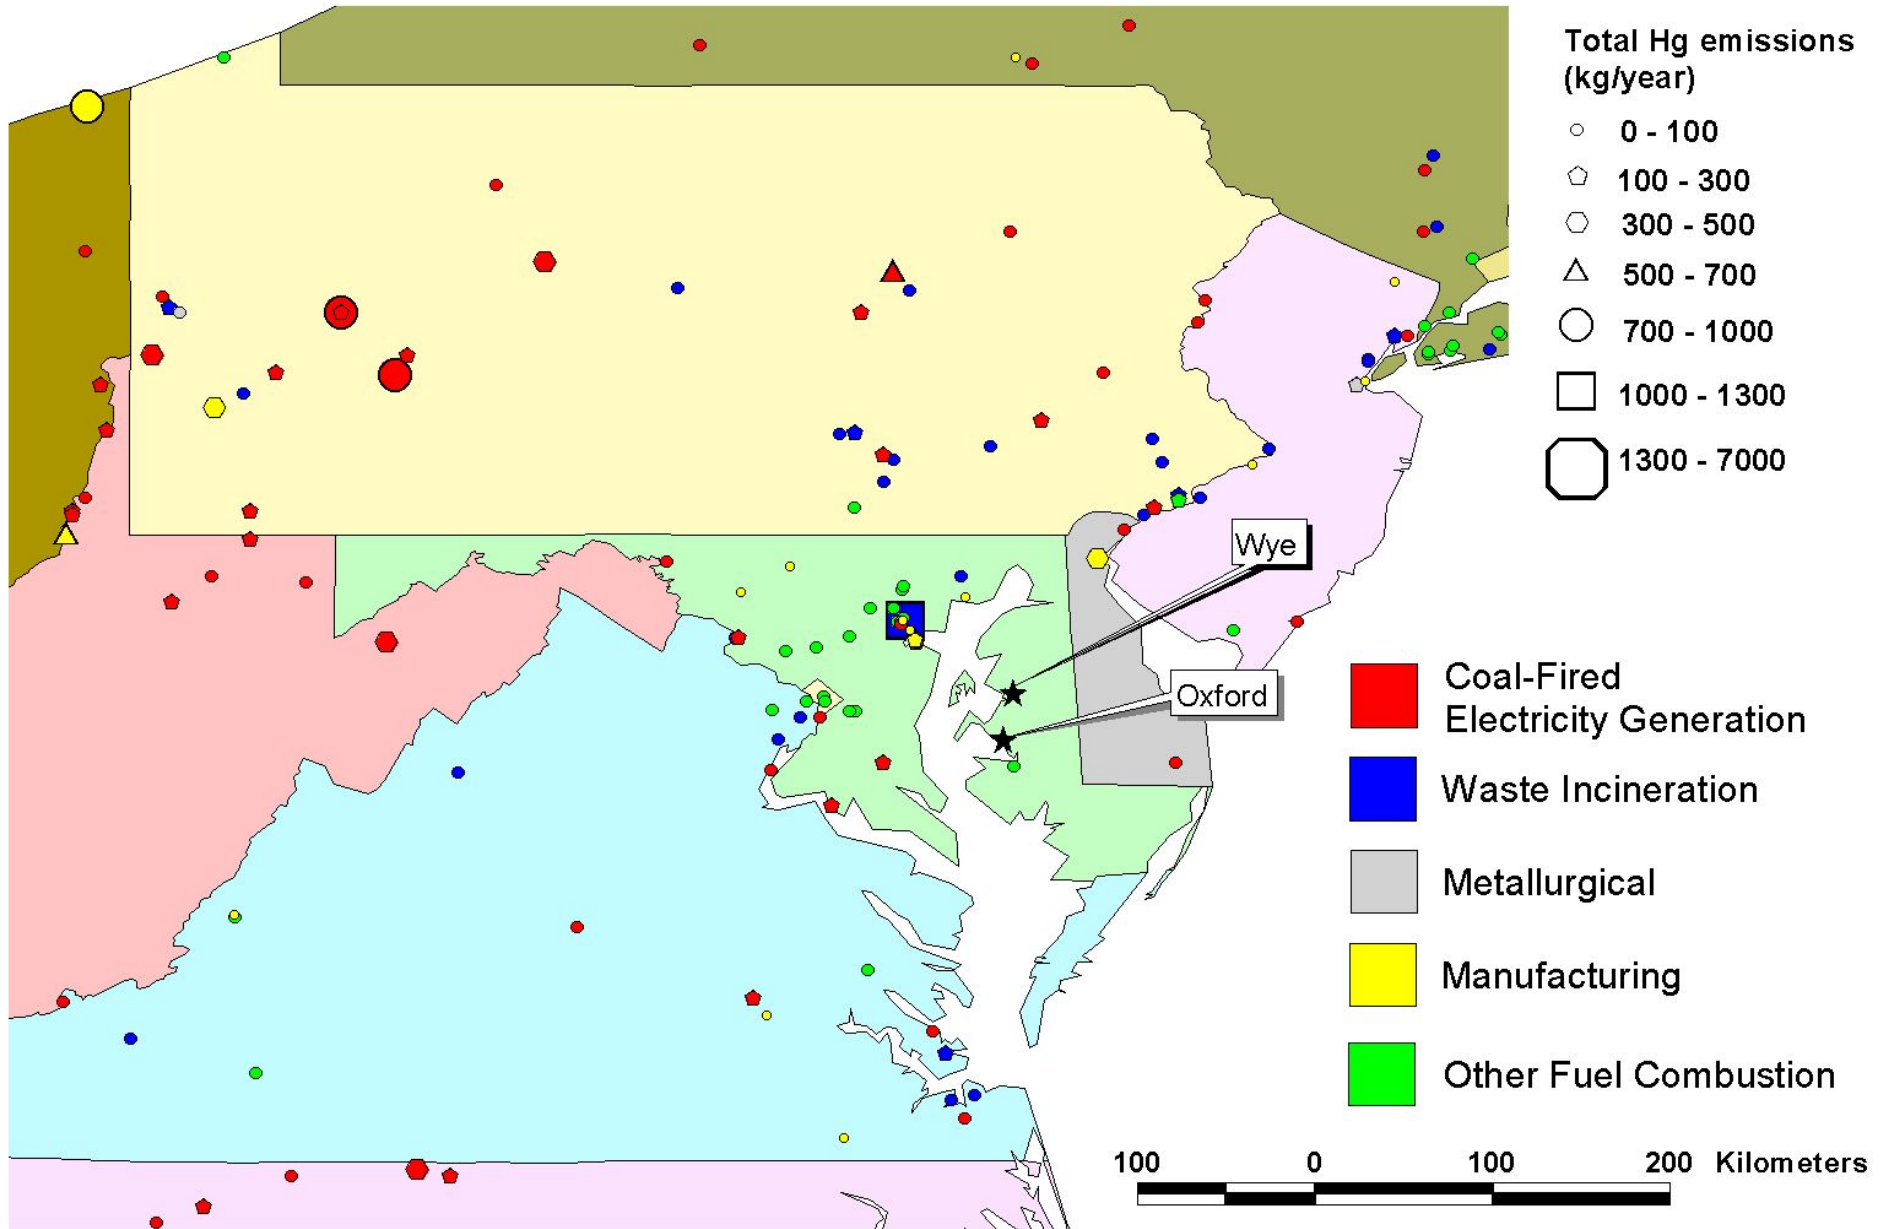 Total Hg emissions
(kg/year)
0 - 100
100 - 300
300 - 500
500 - 700
700 - 1000
1000 - 1300
1300 - 7000
Wye
Oxford
Coal-Fired
Electricity Generation
Waste Incineration
Metallurgical
Manufacturing
Other Fuel Combustion
100 0 100 200 Kilometers